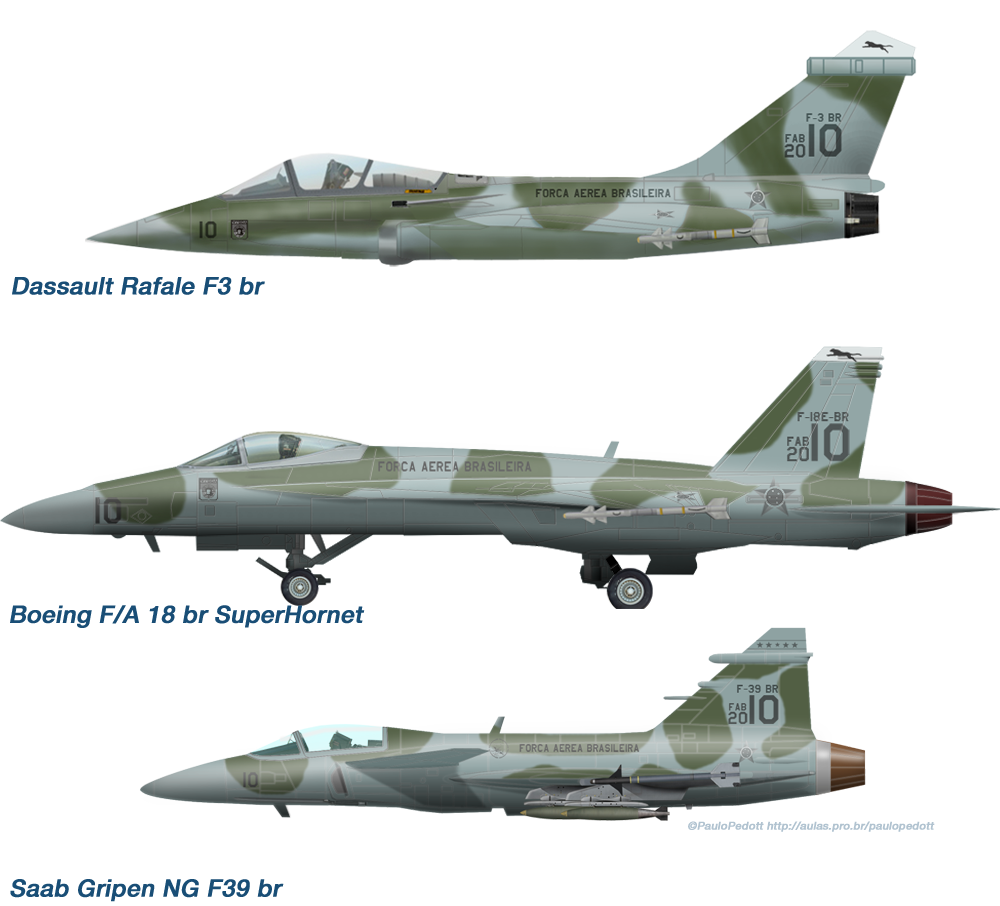 F-3 BR
FAB
20 10
FORCA AEREA BRASILEIRA
10
Dassault Rafale F3 br
F-18E-BR
FAB
20 10
FORCA AEREA BRASILEIRA
10
Boeing F/A 18 br SuperHornet
F-39 BR
FAB
20 10
FORCA AEREA BRASILEIRA
10
©PauloPedott http://aulas.pro.br/paulopedott
Saab Gripen NG F39 br